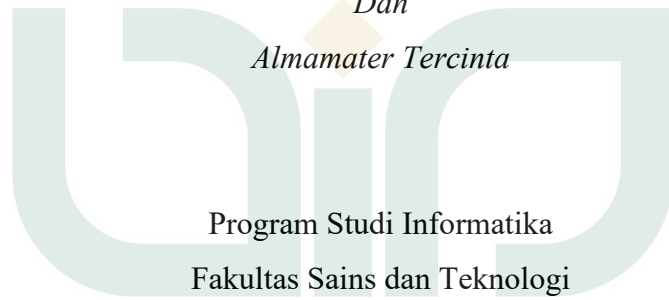 Dan
Almamater Tercinta
Program Studi Informatika
Fakultas Sains dan Teknologi